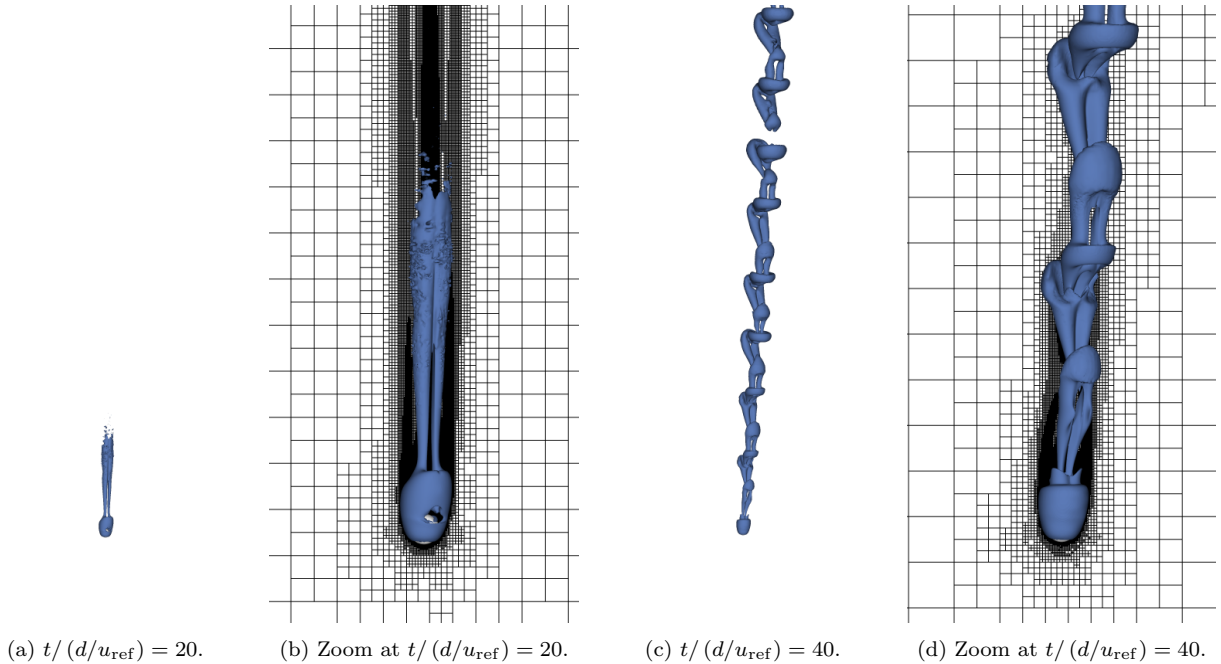 (a) t/ (d/u_ref) = 20.
(b) Zoom at t/ (d/u_ref) = 20.
(c) t/ (d/u_ref) = 40.
(d) Zoom at t/ (d/u_ref) = 40.